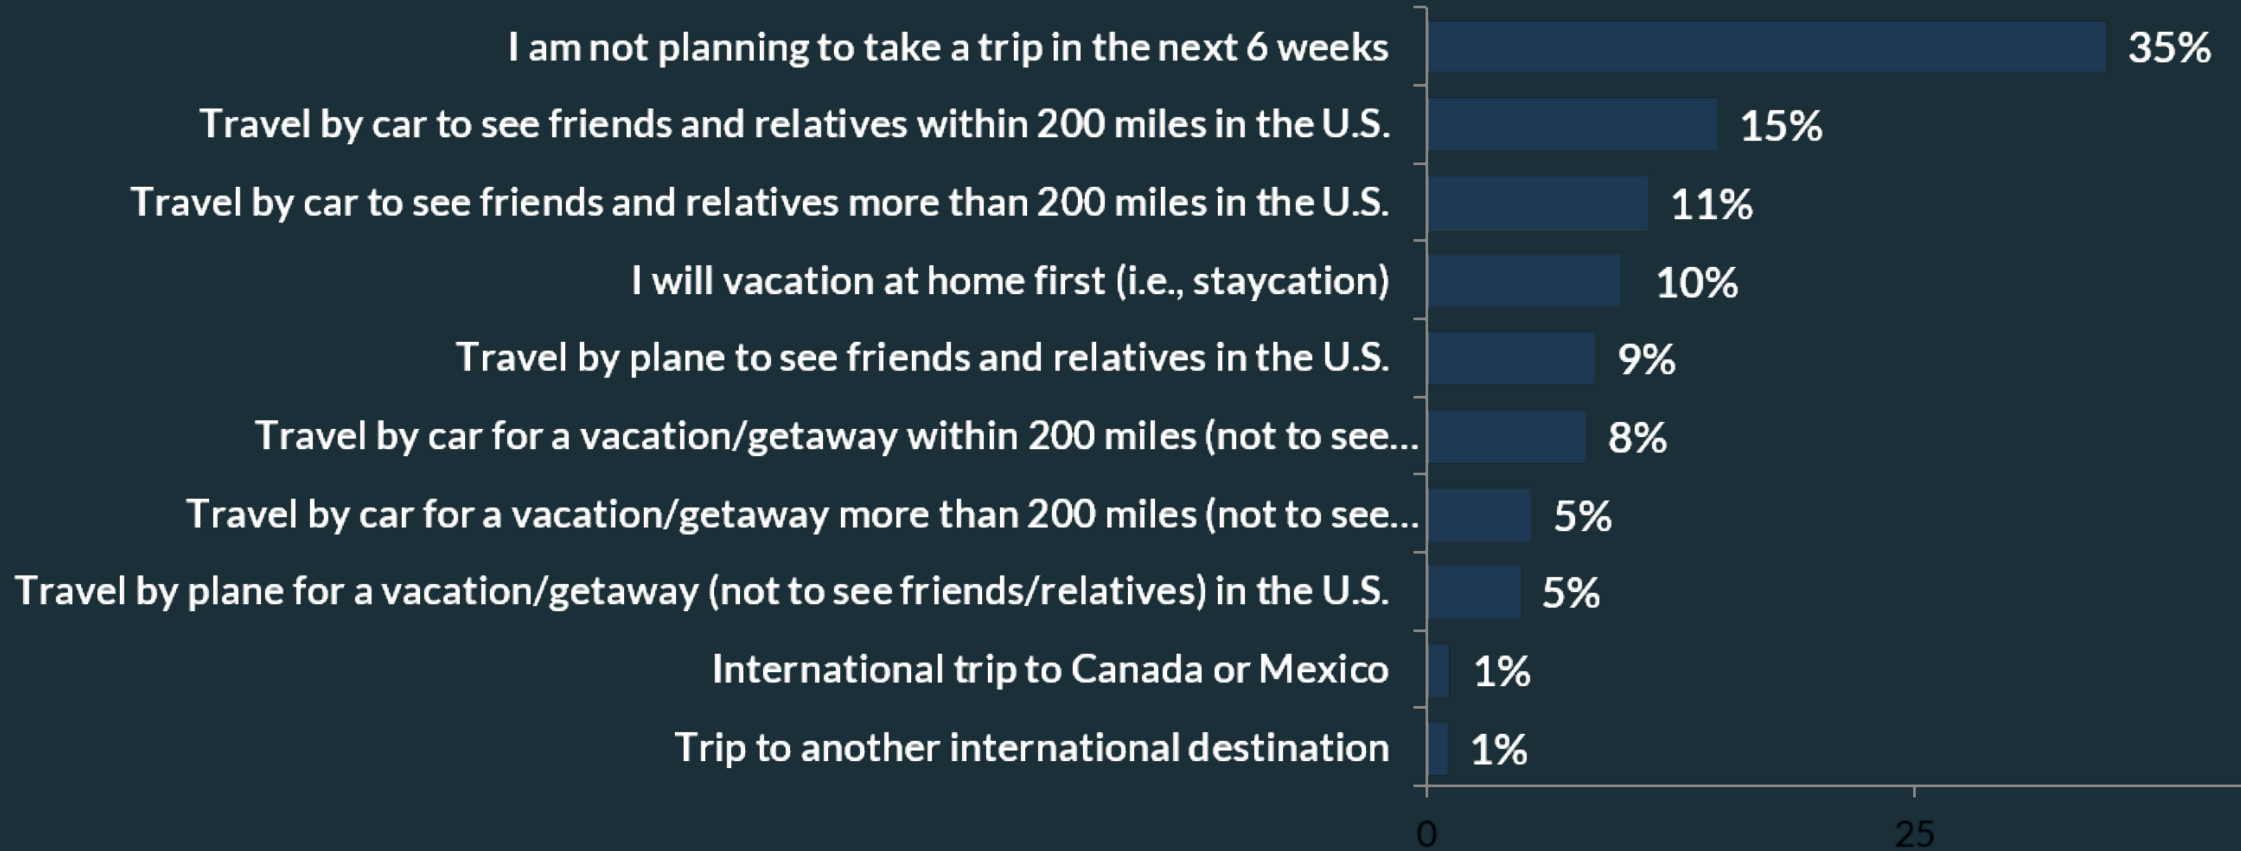 I am not planning to take a trip in the next 6 weeks 35%
Travel by car to see friends and relatives within 200 miles in the U.S. 15%
Travel by car to see friends and relatives more than 200 miles in the U.S. 11%
I will vacation at home first (i.e., staycation) 10%
Travel by plane to see friends and relatives in the U.S. 9%
Travel by car for a vacation/getaway within 200 miles (not to see... 8%
Travel by car for a vacation/getaway more than 200 miles (not to see... 5%
Travel by plane for a vacation/getaway (not to see friends/relatives) in the U.S. 5%
International trip to Canada or Mexico 1%
Trip to another international destination 1%
0 25